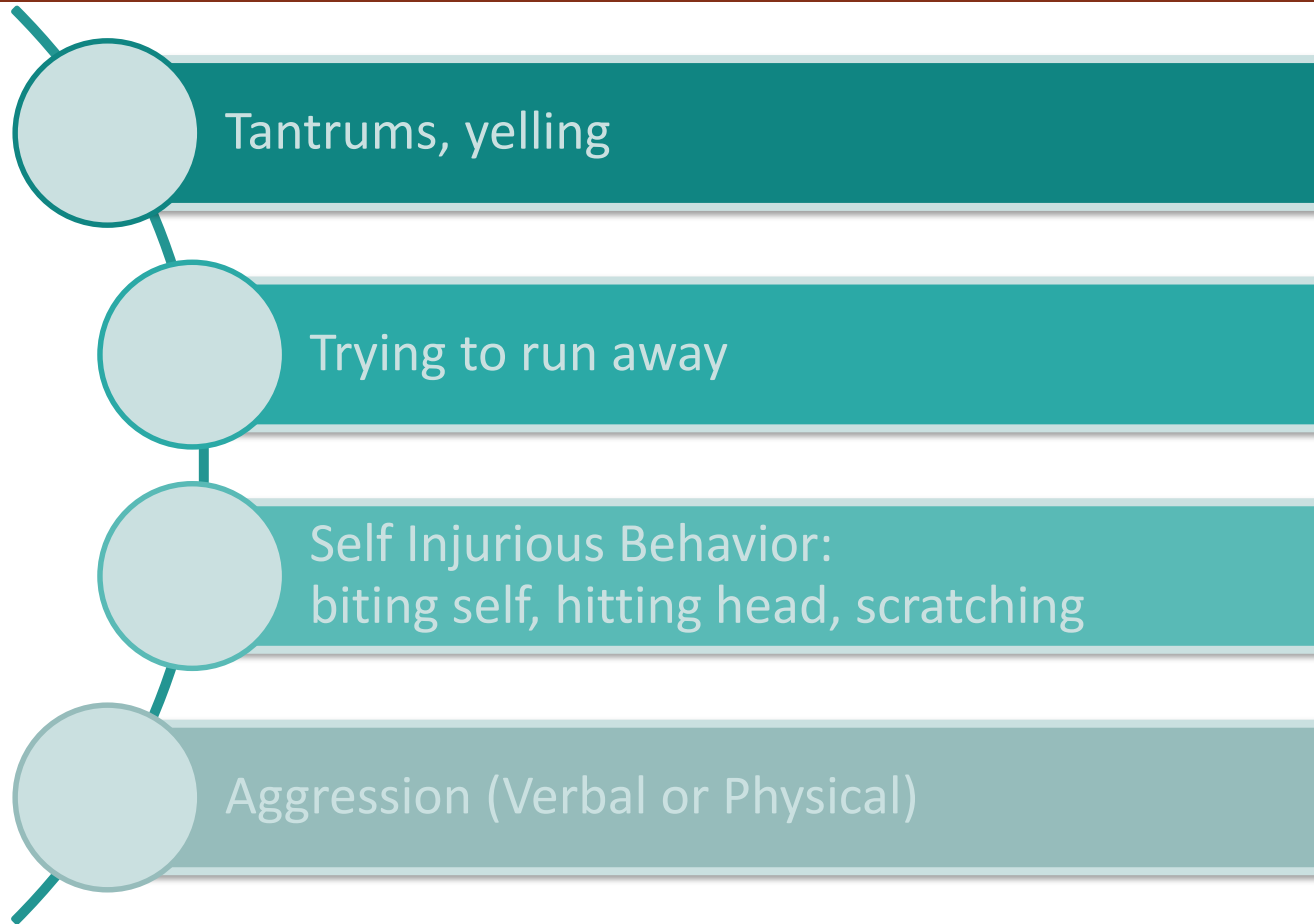 Tantrums, yelling
Trying to run away
Self Injurious Behavior:
biting self, hitting head, scratching
Aggression (Verbal or Physical)